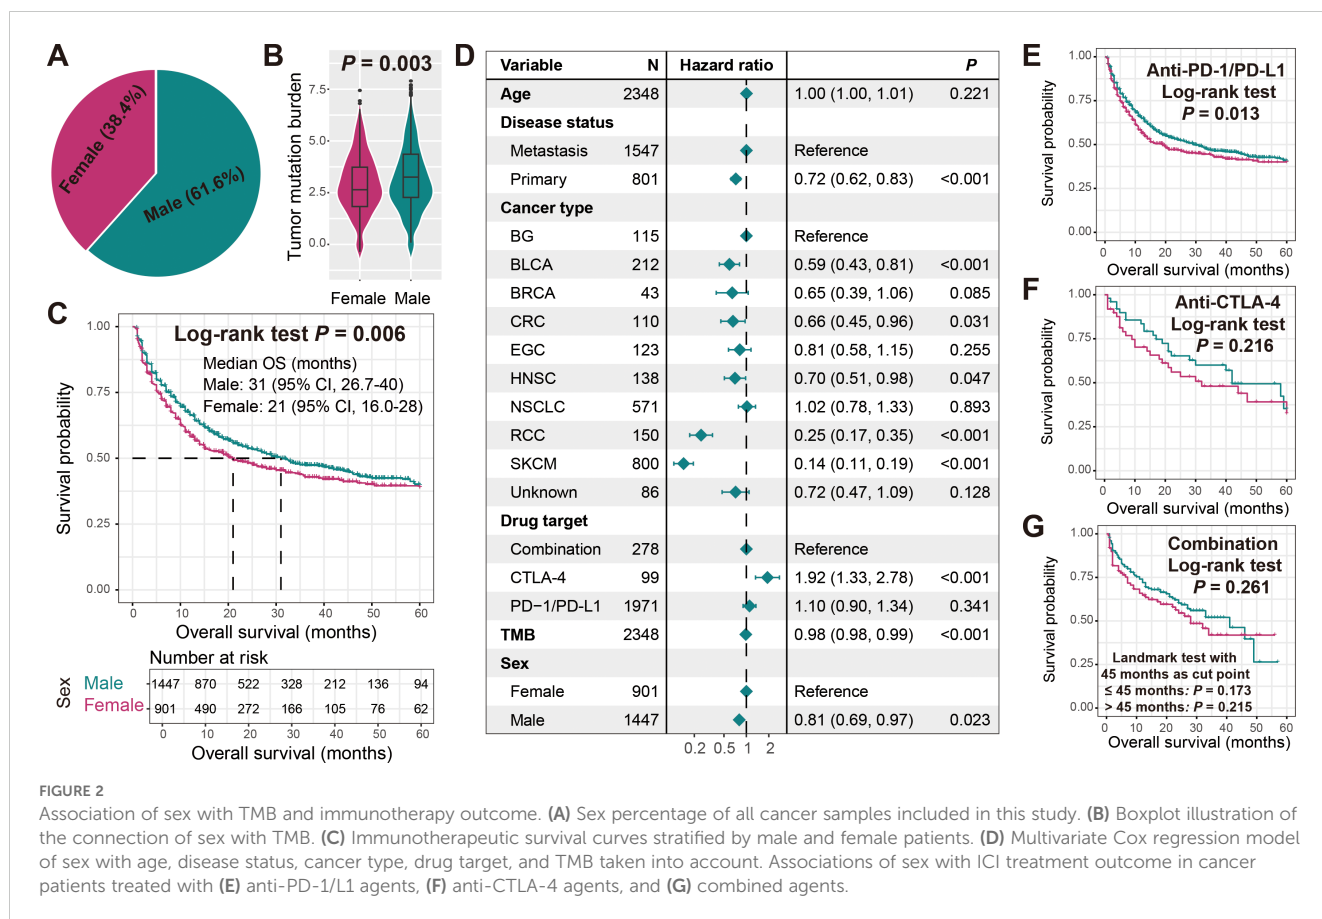 A
Female (38.4%)
Male (61.6%)
B
P = 0.003
Tumor mutation burden
7.5
5.0
2.5
0.0
Female Male
C
Log-rank test P = 0.006
Median OS (months)
Male: 31 (95% CI, 26.7-40)
Female: 21 (95% CI, 16.0-28)
Survival probability
1.00
0.75
0.50
0.25
0.00
0 10 20 30 40 50 60
Overall survival (months)
Number at risk
Sex
Male 1447 870 522 328 212 136 94
Female 901 490 272 166 105 76 62
0 10 20 30 40 50 60
Overall survival (months)
D
Variable N Hazard ratio P
Age 2348 1.00 (1.00, 1.01) 0.221
Disease status
Metastasis 1547 Reference
Primary 801 0.72 (0.62, 0.83) <0.001
Cancer type
BG 115 Reference
BLCA 212 0.59 (0.43, 0.81) <0.001
BRCA 43 0.65 (0.39, 1.06) 0.085
CRC 110 0.66 (0.45, 0.96) 0.031
EGC 123 0.81 (0.58, 1.15) 0.255
HNSC 138 0.70 (0.51, 0.98) 0.047
NSCLC 571 1.02 (0.78, 1.33) 0.893
RCC 150 0.25 (0.17, 0.35) <0.001
SKCM 800 0.14 (0.11, 0.19) <0.001
Unknown 86 0.72 (0.47, 1.09) 0.128
Drug target
Combination 278 Reference
CTLA-4 99 1.92 (1.33, 2.78) <0.001
PD−1/PD-L1 1971 1.10 (0.90, 1.34) 0.341
TMB 2348 0.98 (0.98, 0.99) <0.001
Sex
Female 901 Reference
Male 1447 0.81 (0.69, 0.97) 0.023
0.2 0.5 1 2
E
Anti-PD-1/PD-L1
Log-rank test
P = 0.013
Survival probability
1.00
0.75
0.50
0.25
0.00
0 10 20 30 40 50 60
Overall survival (months)
F
Anti-CTLA-4
Log-rank test
P = 0.216
Survival probability
1.00
0.75
0.50
0.25
0.00
0 10 20 30 40 50 60
Overall survival (months)
G
Combination
Log-rank test
P = 0.261
Landmark test with
45 months as cut point
≤ 45 months: P = 0.173
> 45 months: P = 0.215
Survival probability
1.00
0.75
0.50
0.25
0.00
0 10 20 30 40 50 60
Overall survival (months)
FIGURE 2
Association of sex with TMB and immunotherapy outcome. (A) Sex percentage of all cancer samples included in this study. (B) Boxplot illustration of
the connection of sex with TMB. (C) Immunotherapeutic survival curves stratified by male and female patients. (D) Multivariate Cox regression model
of sex with age, disease status, cancer type, drug target, and TMB taken into account. Associations of sex with ICI treatment outcome in cancer
patients treated with (E) anti-PD-1/L1 agents, (F) anti-CTLA-4 agents, and (G) combined agents.